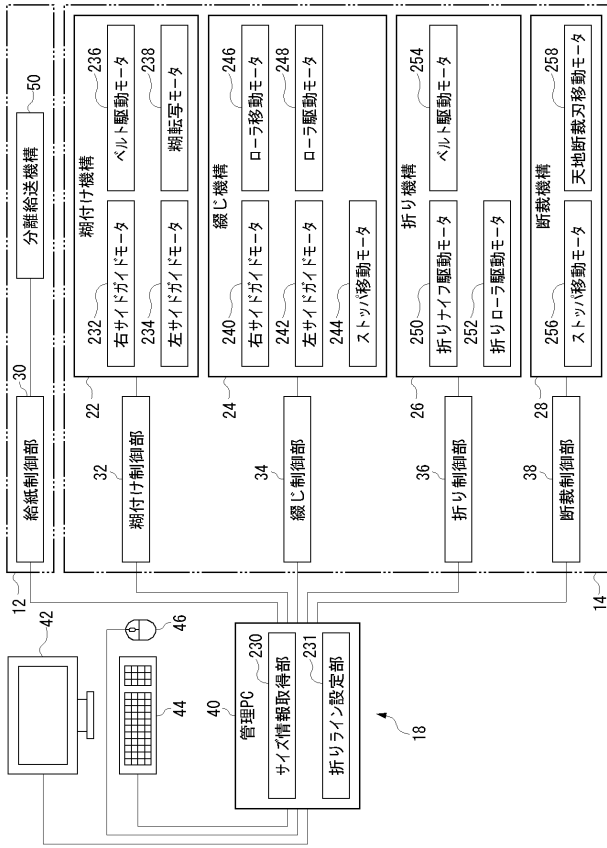 12
30
給紙制御部
50
分離給送機構
14
22
糊付け機構
232
右サイドガイドモータ
236
ベルト駆動モータ
234
左サイドガイドモータ
238
糊転写モータ
32
糊付け制御部
24
綴じ機構
240
右サイドガイドモータ
246
ローラ移動モータ
242
左サイドガイドモータ
248
ローラ駆動モータ
244
ストッパ移動モータ
34
綴じ制御部
26
折り機構
250
折りナイフ駆動モータ
254
ベルト駆動モータ
252
折りローラ駆動モータ
36
折り制御部
28
断裁機構
256
ストッパ移動モータ
258
天地断裁刃移動モータ
38
断裁制御部
42
46
44
40
管理PC
230
サイズ情報取得部
231
折りライン設定部
18